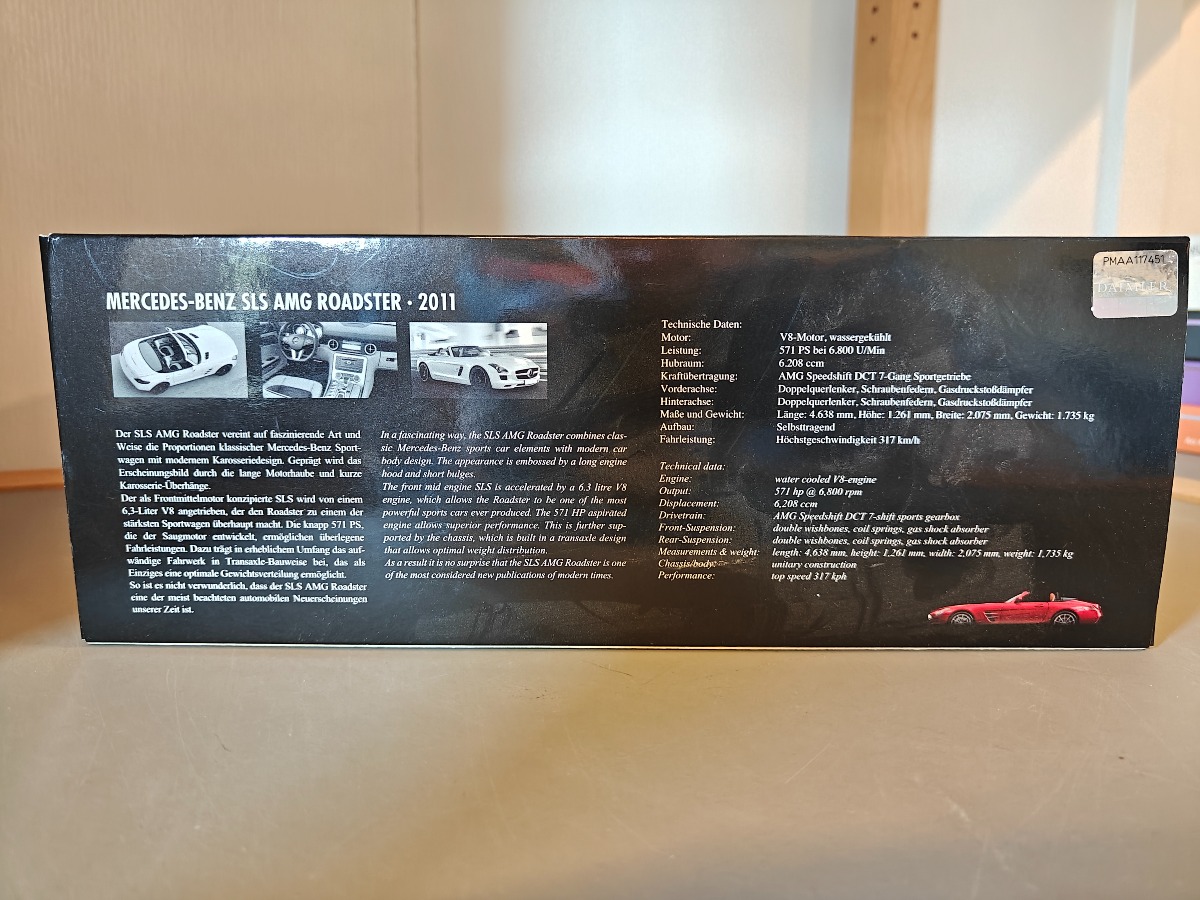 PMAA117451
DAIMLER
MERCEDES-BENZ SLS AMG ROADSTER · 2011
Der SLS AMG Roadster vereint auf faszinierende Art und
Weise die Proportionen klassischer Mercedes-Benz Sport-
wagen mit modernem Karosseriedesign. Geprägt wird das
Erscheinungsbild durch die lange Motorhaube und kurze
Karosserie-Überhänge.
Der als Frontmittelmotor konzipierte SLS wird von einem
6,3-Liter V8 angetrieben, der den Roadster zu einem der
stärksten Sportwagen überhaupt macht. Die knapp 571 PS,
die der Saugmotor entwickelt, ermöglichen überlegene
Fahrleistungen. Dazu trägt in erheblichem Umfang das auf-
wändige Fahrwerk in Transaxle-Bauweise bei, das als
Einziges eine optimale Gewichtsverteilung ermöglicht.
So ist es nicht verwunderlich, dass der SLS AMG Roadster
eine der meist beachteten automobilen Neuerscheinungen
unserer Zeit ist.
In a fascinating way, the SLS AMG Roadster combines clas-
sic Mercedes-Benz sports car elements with modern car
body design. The appearance is embossed by a long engine
hood and short bulges.
The front mid engine SLS is accelerated by a 6.3 litre V8
engine, which allows the Roadster to be one of the most
powerful sports cars ever produced. The 571 HP aspirated
engine allows superior performance. This is further sup-
ported by the chassis, which is built in a transaxle design
that allows optimal weight distribution.
As a result it is no surprise that the SLS AMG Roadster is one
of the most considered new publications of modern times.
Technische Daten:
Motor: V8-Motor, wassergekühlt
Leistung: 571 PS bei 6.800 U/Min
Hubraum: 6.208 ccm
Kraftübertragung: AMG Speedshift DCT 7-Gang Sportgetriebe
Vorderachse: Doppelquerlenker, Schraubenfedern, Gasdruckstoßdämpfer
Hinterachse: Doppelquerlenker, Schraubenfedern, Gasdruckstoßdämpfer
Maße und Gewicht: Länge: 4.638 mm, Höhe: 1.261 mm, Breite: 2.075 mm, Gewicht: 1.735 kg
Aufbau: Selbsttragend
Fahrleistung: Höchstgeschwindigkeit 317 km/h
Technical data:
Engine: water cooled V8-engine
Output: 571 hp @ 6,800 rpm
Displacement: 6,208 ccm
Drivetrain: AMG Speedshift DCT 7-shift sports gearbox
Front-Suspension: double wishbones, coil springs, gas shock absorber
Rear-Suspension: double wishbones, coil springs, gas shock absorber
Measurements & weight: length: 4,638 mm, height: 1,261 mm, width: 2,075 mm, weight: 1,735 kg
Chassis/body: unitary construction
Performance: top speed 317 kph